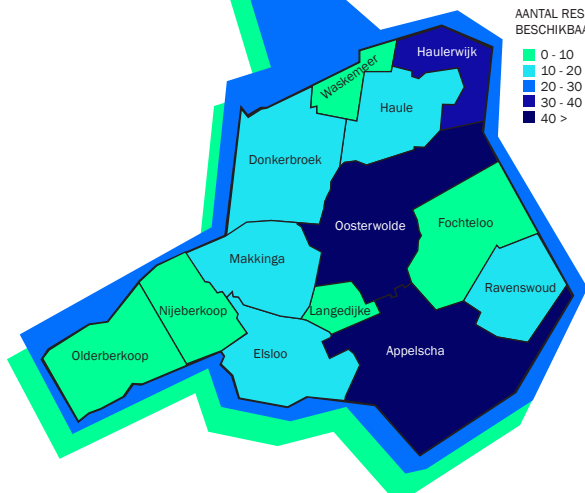 AANTAL RES
BESCHIKBAA
0 - 10
10 - 20
20 - 30
30 - 40
40 >
Haulerwijk
Waskemeer
Haule
Donkerbroek
Oosterwolde
Fochteloo
Makkinga
Ravenswoud
Nijeberkoop
Langedijke
Appelscha
Elsloo
Olderberkoop